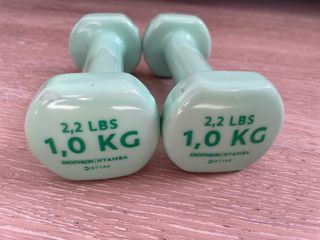 2,2 LBS
1,0 KG
DECATHLON | NYAMBA
2,2 LBS
1,0 KG
DECATHLON | NYAMBA